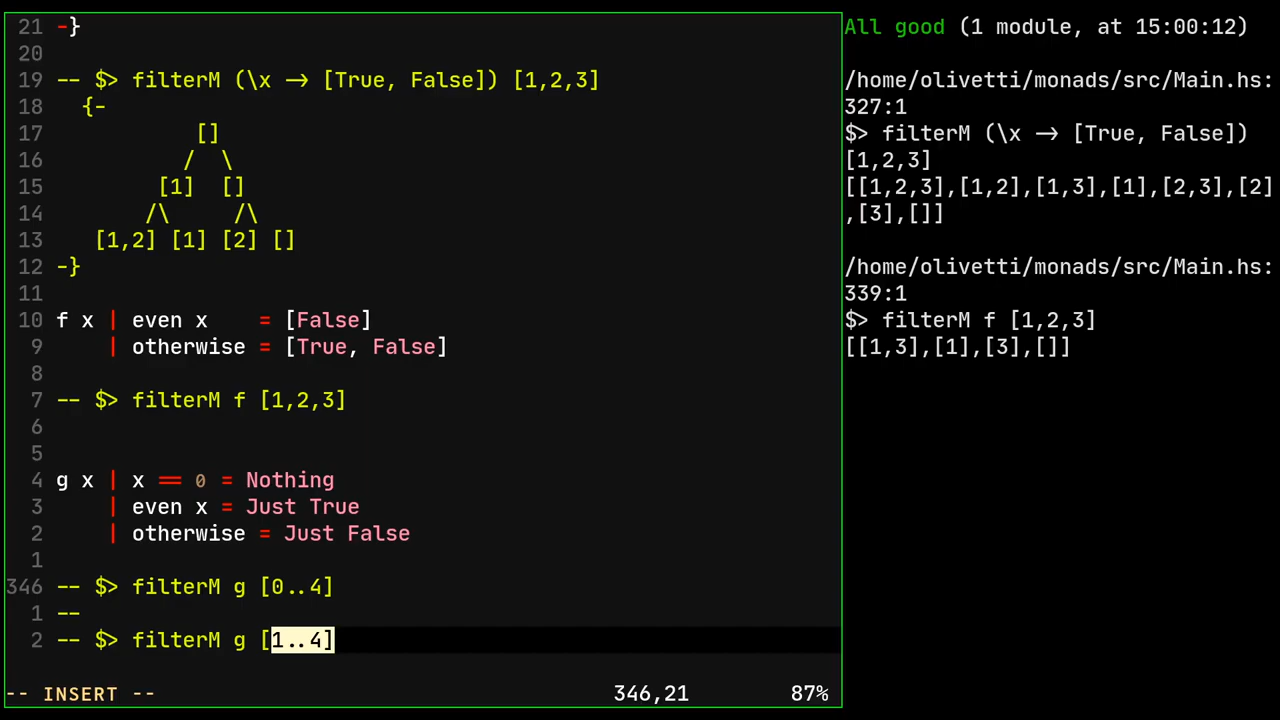 21 -}
20
19 -- $> filterM (\x -> [True, False]) [1,2,3]
18   {-
17            []
16           /  \
15         [1]  []
14        /\     /\
13    [1,2] [1] [2] []
12 -}
11
10 f x | even x    = [False]
9     | otherwise = [True, False]
8
7 -- $> filterM f [1,2,3]
6
5
4 g x | x == 0 = Nothing
3     | even x = Just True
2     | otherwise = Just False
1
346 -- $> filterM g [0..4]
1 --
2 -- $> filterM g [1..4]
-- INSERT --                346,21        87%
All good (1 module, at 15:00:12)
/home/olivetti/monads/src/Main.hs:
327:1
$> filterM (\x -> [True, False])
[1,2,3]
[[1,2,3],[1,2],[1,3],[1],[2,3],[2]
,[3],[]]
/home/olivetti/monads/src/Main.hs:
339:1
$> filterM f [1,2,3]
[[1,3],[1],[3],[]]